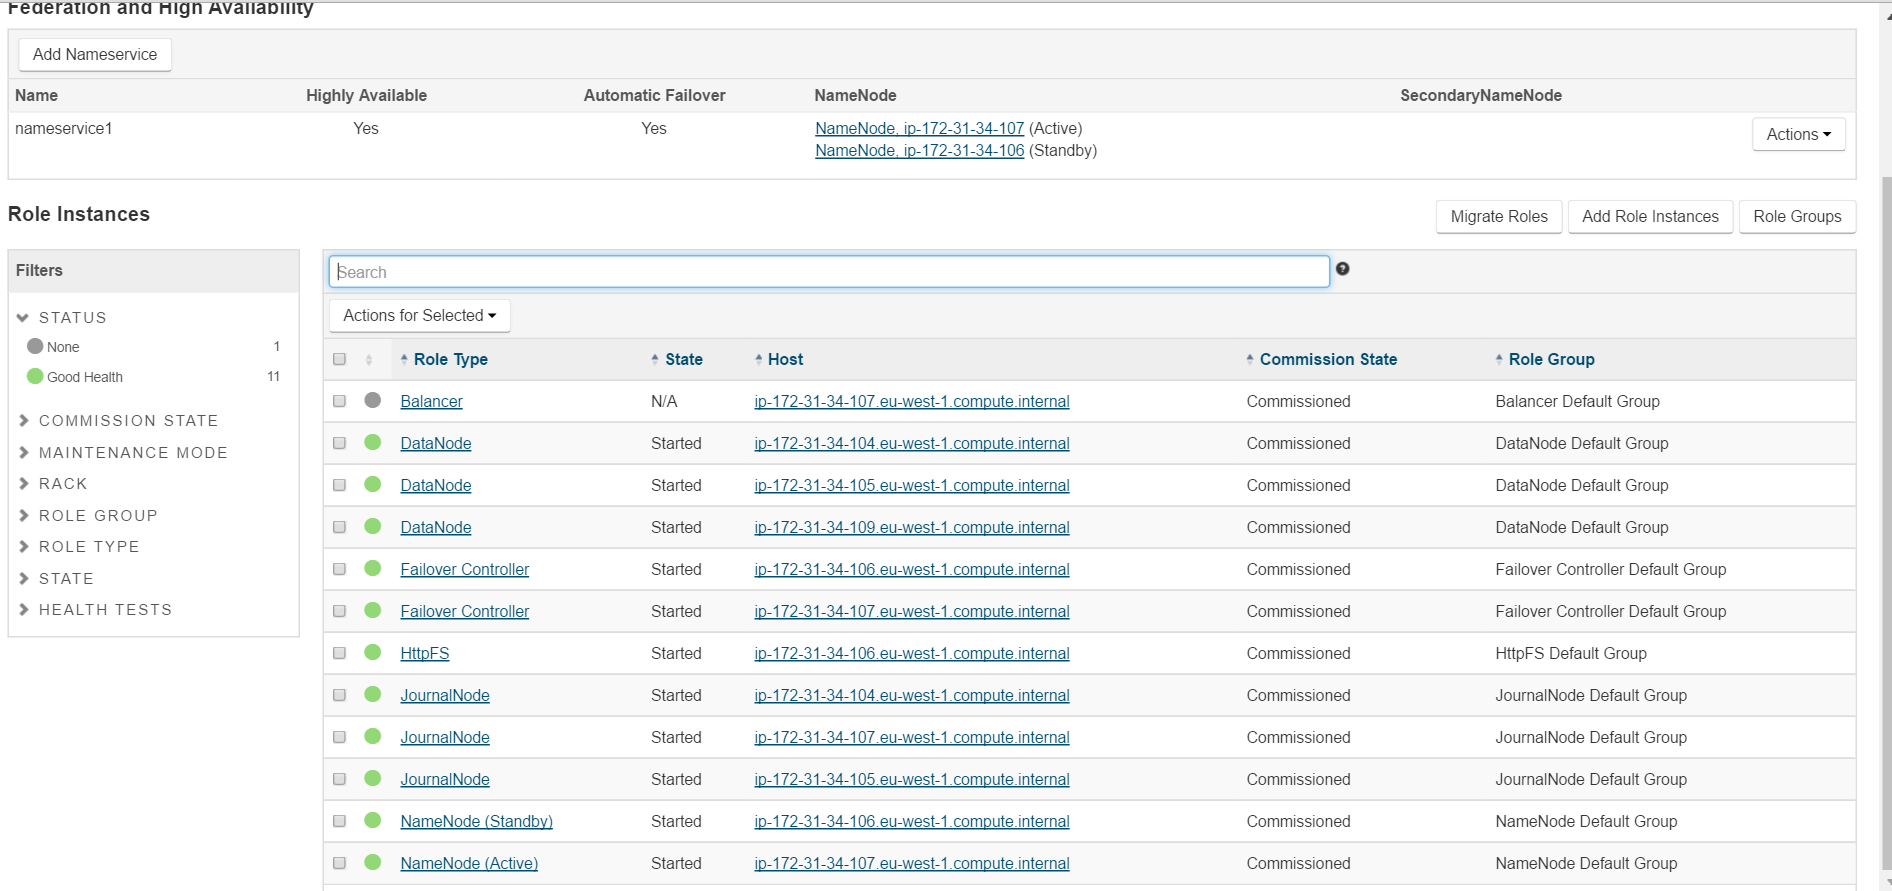 Federation and High Availability
Add Nameservice
Name Highly Available Automatic Failover NameNode SecondaryNameNode
nameservice1 Yes Yes NameNode, ip-172-31-34-107 (Active)
NameNode, ip-172-31-34-106 (Standby)
Actions
Role Instances
Migrate Roles Add Role Instances Role Groups
Filters
STATUS
None 1
Good Health 11
COMMISSION STATE
MAINTENANCE MODE
RACK
ROLE GROUP
ROLE TYPE
STATE
HEALTH TESTS
Search
?
Actions for Selected
Role Type State Host Commission State Role Group
Balancer N/A ip-172-31-34-107.eu-west-1.compute.internal Commissioned Balancer Default Group
DataNode Started ip-172-31-34-104.eu-west-1.compute.internal Commissioned DataNode Default Group
DataNode Started ip-172-31-34-105.eu-west-1.compute.internal Commissioned DataNode Default Group
DataNode Started ip-172-31-34-109.eu-west-1.compute.internal Commissioned DataNode Default Group
Failover Controller Started ip-172-31-34-106.eu-west-1.compute.internal Commissioned Failover Controller Default Group
Failover Controller Started ip-172-31-34-107.eu-west-1.compute.internal Commissioned Failover Controller Default Group
HttpFS Started ip-172-31-34-106.eu-west-1.compute.internal Commissioned HttpFS Default Group
JournalNode Started ip-172-31-34-104.eu-west-1.compute.internal Commissioned JournalNode Default Group
JournalNode Started ip-172-31-34-107.eu-west-1.compute.internal Commissioned JournalNode Default Group
JournalNode Started ip-172-31-34-105.eu-west-1.compute.internal Commissioned JournalNode Default Group
NameNode (Standby) Started ip-172-31-34-106.eu-west-1.compute.internal Commissioned NameNode Default Group
NameNode (Active) Started ip-172-31-34-107.eu-west-1.compute.internal Commissioned NameNode Default Group